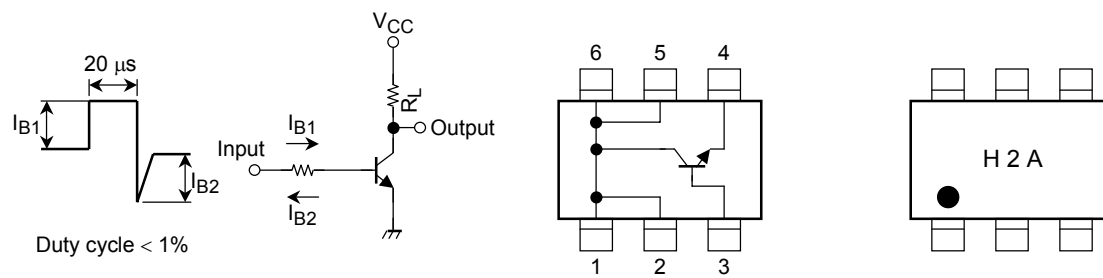 20 μs
IB1
IB2
Duty cycle < 1%
VCC
RL
Output
Input
IB1
IB2
6 5 4
1 2 3
H 2 A